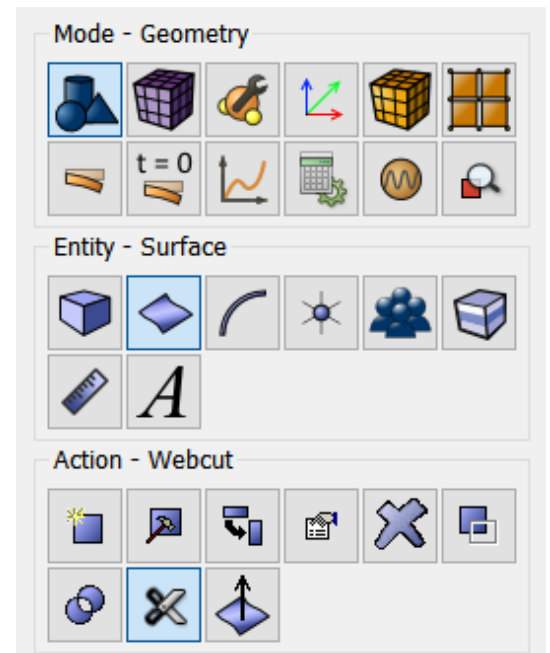 Mode - Geometry
t = 0
Entity - Surface
A
Action - Webcut